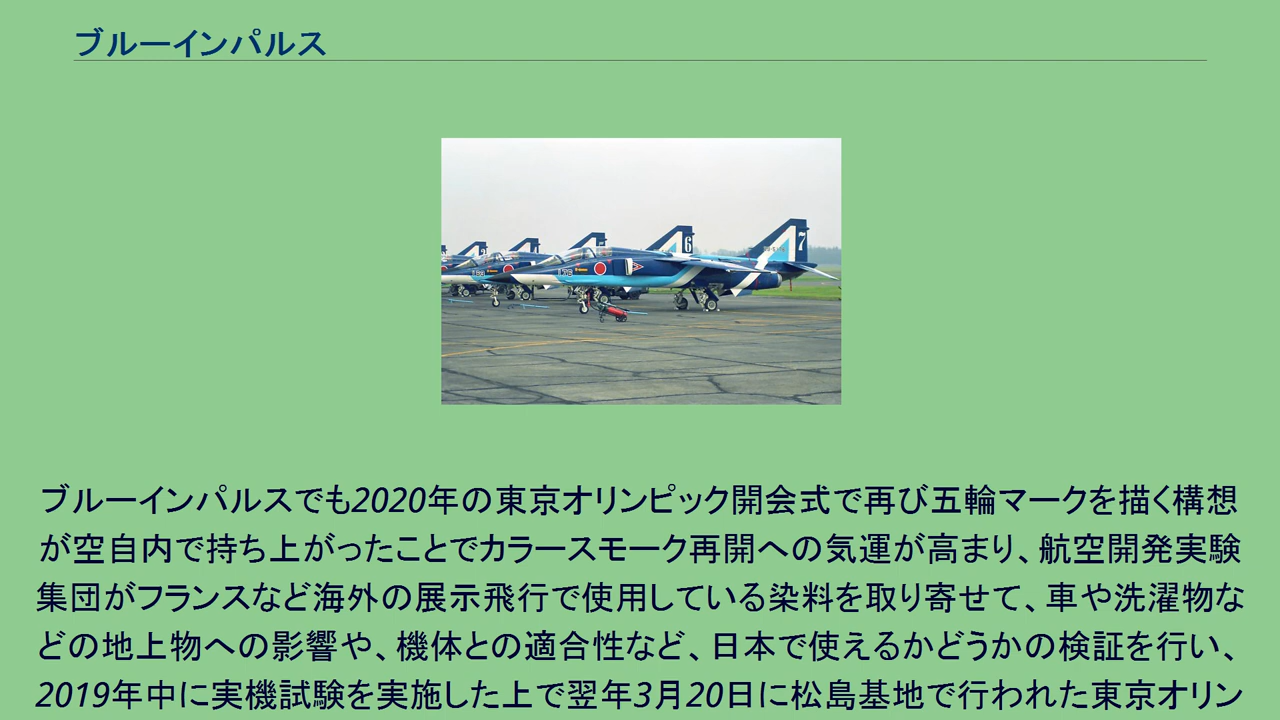 ブルーインパルス
7
6
ブルーインパルスでも2020年の東京オリンピック開会式で再び五輪マークを描く構想
が空自内で持ち上がったことでカラースモーク再開への気運が高まり、航空開発実験
集団がフランスなど海外の展示飛行で使用している染料を取り寄せて、車や洗濯物な
どの地上物への影響や、機体との適合性など、日本で使えるかどうかの検証を行い、
2019年中に実機試験を実施した上で翌年3月20日に松島基地で行われた東京オリン